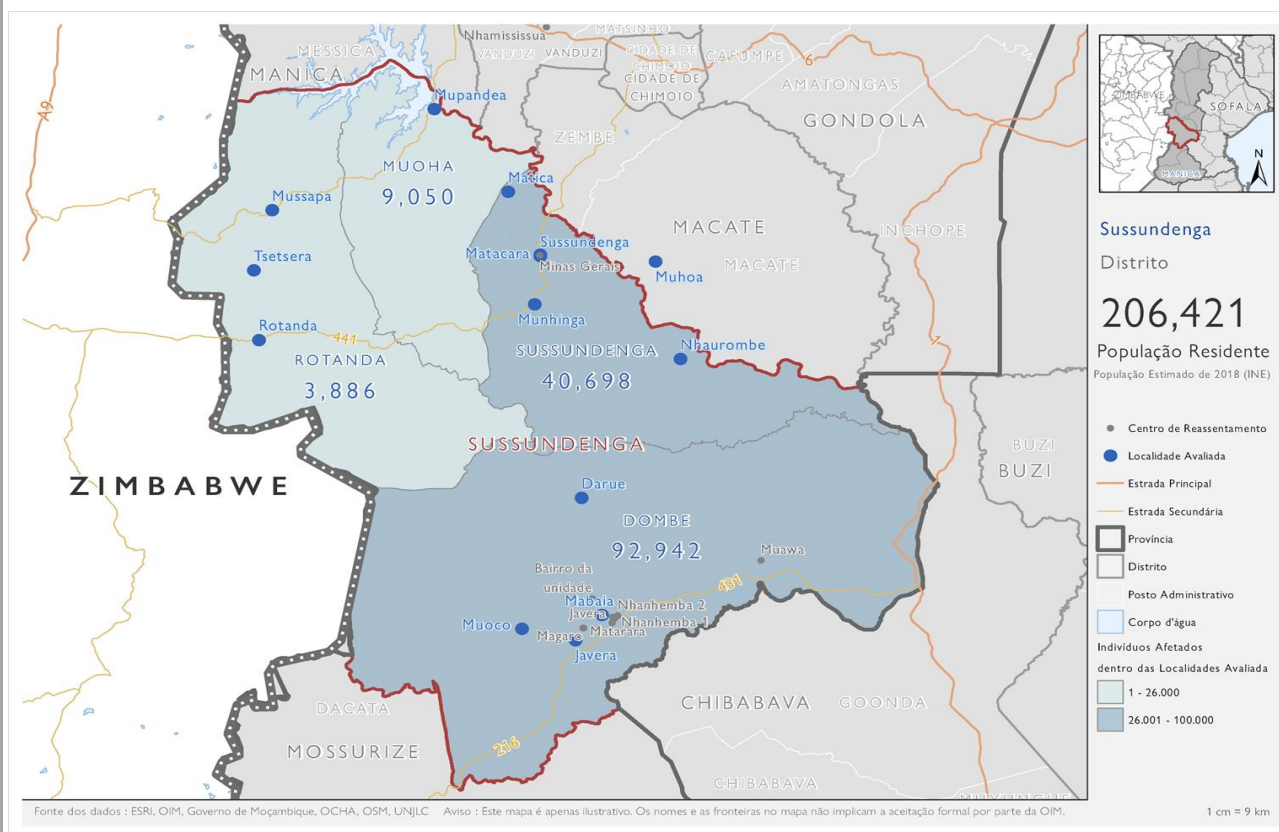 MESSICA
MANICA
Nhamississua
VANDUZI
VANDUZI
MATSINHO
CIDADE DE
CHIMOIO
CIDADE DE
CHIMOIO
CAFUMPE
6
AMATONGAS
GONDOLA
A9
Mupandea
ZEMBE
MUOHA
9,050
Matica
Mussapa
MACATE
MACATE
INCHOPE
Matacara
Sussundenga
Minas Gerais
Tsetsera
Muhoa
Munhinga
Rotanda
441
7
ROTANDA
3,886
SUSSUNDENGA
40,698
Nhaurombe
SUSSUNDENGA
ZIMBABWE
BUZI
BUZI
Darue
DOMBE
92,942
Muawa
Bairro da
unidade
431
Mabaia
Javera
Nhanhemba 2
Nhanhemba 1
Muoco
Magaro
Matarara
Javera
DACATA
MOSSURIZE
216
CHIBABAVA
GOONDA
CHIBABAVA
MUXUNGUE
ZIMBABWE
SOFALA
MANICA
N
Sussundenga
Distrito
206,421
População Residente
População Estimado de 2018 (INE)
Centro de Reassentamento
Localidade Avaliada
Estrada Principal
Estrada Secundária
Província
Distrito
Posto Administrativo
Corpo d'água
Indivíduos Afetados
dentro das Localidades Avaliada
1 - 26.000
26.001 - 100.000
Fonte dos dados : ESRI, OIM, Governo de Moçambique, OCHA, OSM, UNJLC Aviso : Este mapa é apenas ilustrativo. Os nomes e as fronteiras no mapa não implicam a aceitação formal por parte da OIM.
1 cm = 9 km